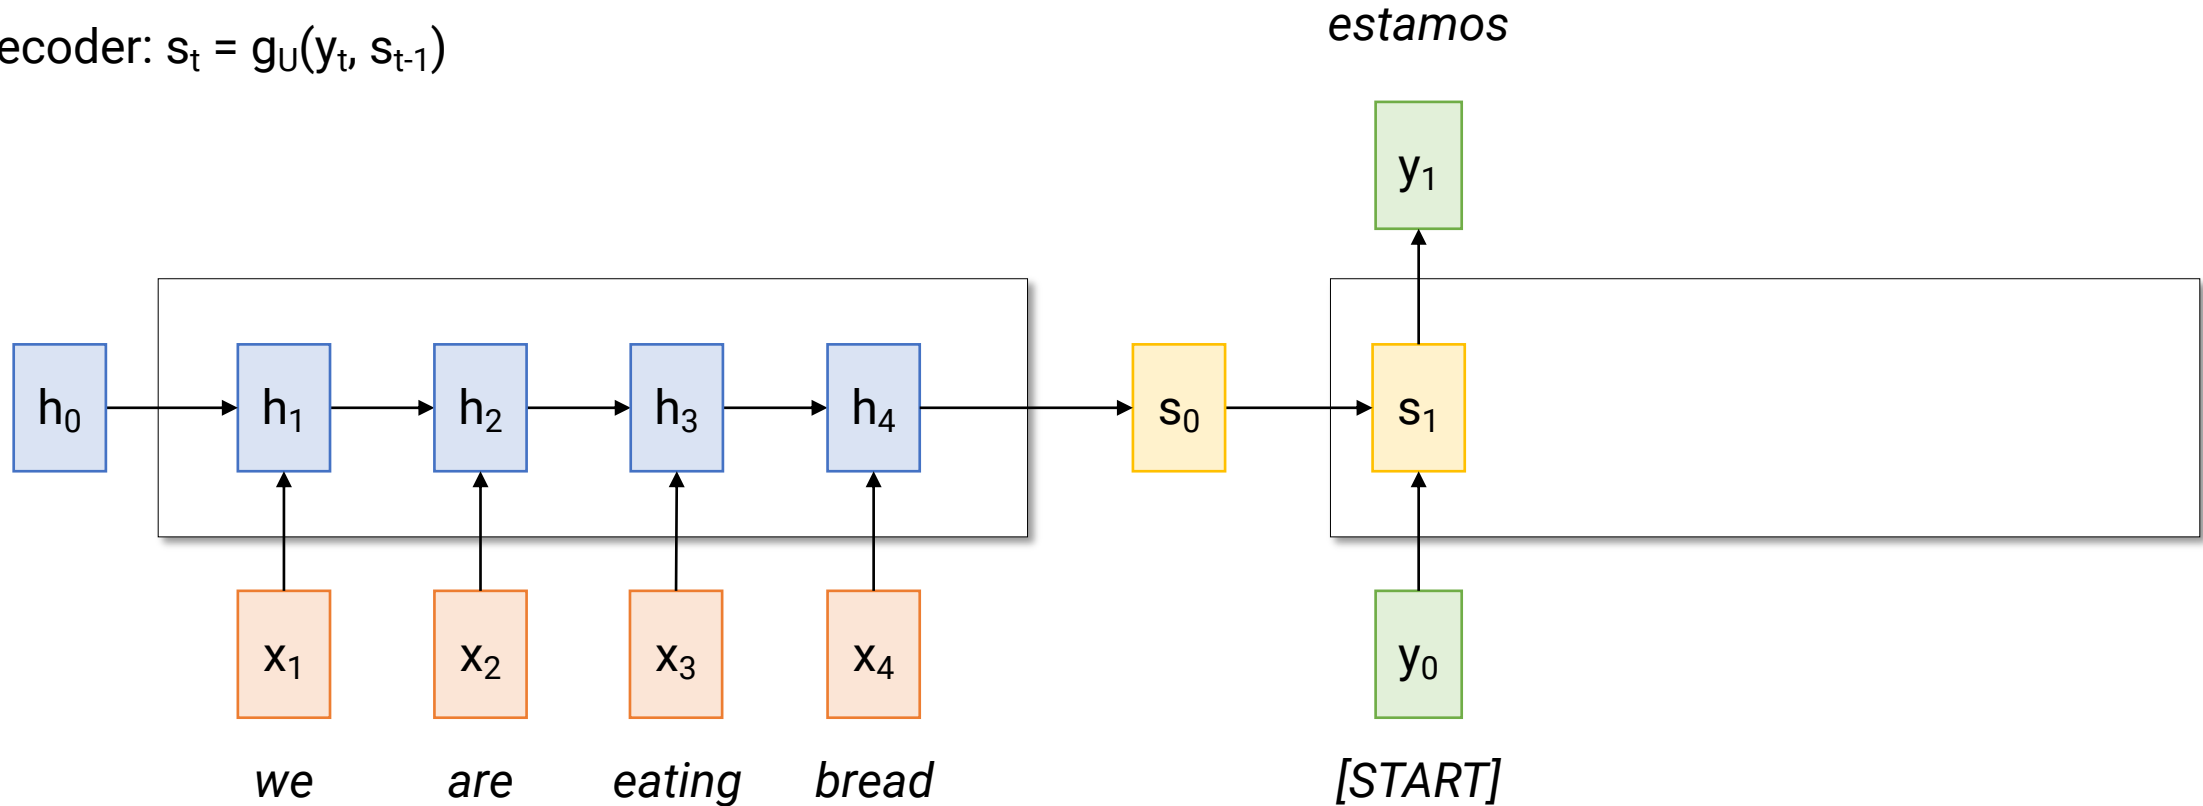 ecoder: sₜ = g_U(yₜ, sₜ₋₁)
estamos
y₁
h₀ h₁ h₂ h₃ h₄ s₀ s₁
x₁ x₂ x₃ x₄ y₀
we are eating bread [START]